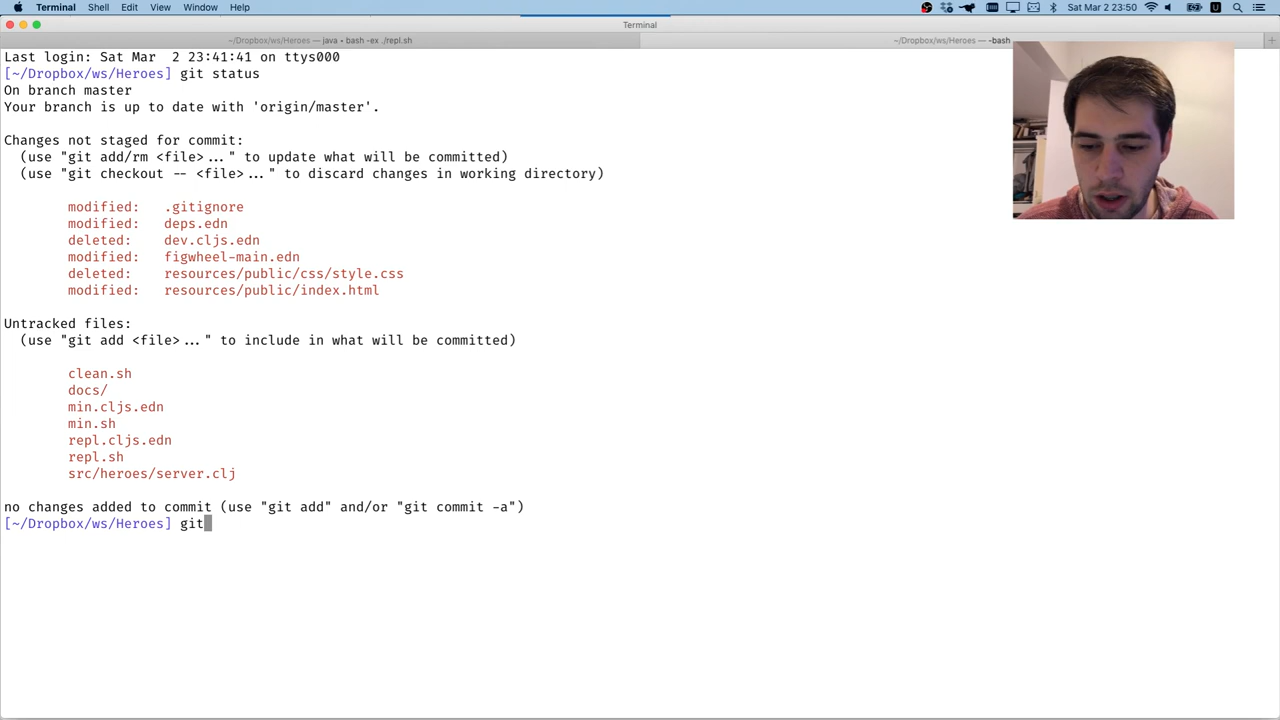 Terminal Shell Edit View Window Help
Sat Mar 2 23:50
Terminal
~/Dropbox/ws/Heroes — java • bash -ex ./repl.sh
~/Dropbox/ws/Heroes — -bash
Last login: Sat Mar  2 23:41:41 on ttys000
[~/Dropbox/ws/Heroes] git status
On branch master
Your branch is up to date with 'origin/master'.
Changes not staged for commit:
(use "git add/rm <file>..." to update what will be committed)
(use "git checkout -- <file>..." to discard changes in working directory)
modified:   .gitignore
modified:   deps.edn
deleted:    dev.cljs.edn
modified:   figwheel-main.edn
deleted:    resources/public/css/style.css
modified:   resources/public/index.html
Untracked files:
(use "git add <file>..." to include in what will be committed)
clean.sh
docs/
min.cljs.edn
min.sh
repl.cljs.edn
repl.sh
src/heroes/server.clj
no changes added to commit (use "git add" and/or "git commit -a")
[~/Dropbox/ws/Heroes] git